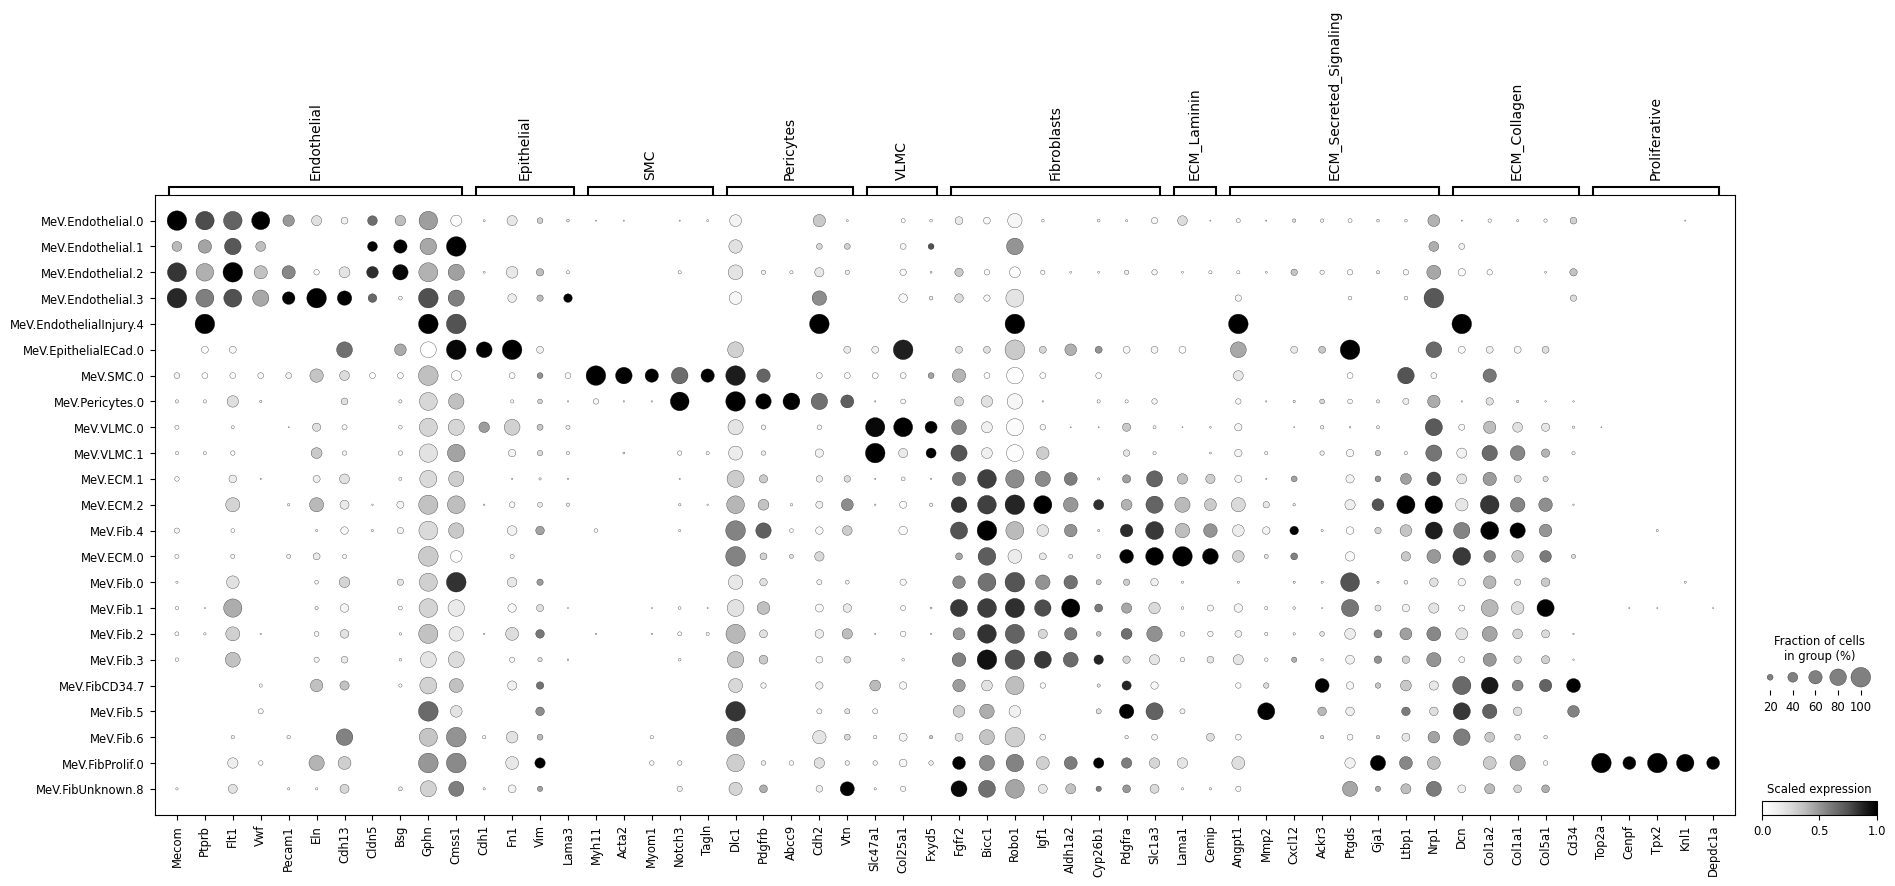 Endothelial
Epithelial
SMC
Pericytes
VLMC
Fibroblasts
ECM_Laminin
ECM_Secreted_Signaling
ECM_Collagen
Proliferative
MeV.Endothelial.0
MeV.Endothelial.1
MeV.Endothelial.2
MeV.Endothelial.3
MeV.EndothelialInjury.4
MeV.EpithelialECad.0
MeV.SMC.0
MeV.Pericytes.0
MeV.VLMC.0
MeV.VLMC.1
MeV.ECM.1
MeV.ECM.2
MeV.Fib.4
MeV.ECM.0
MeV.Fib.0
MeV.Fib.1
MeV.Fib.2
MeV.Fib.3
MeV.FibCD34.7
MeV.Fib.5
MeV.Fib.6
MeV.FibProlif.0
MeV.FibUnknown.8
Mecom
Ptprb
Flt1
Vwf
Pecam1
Eln
Cdh13
Cldn5
Bsg
Gphn
Cmss1
Cdh1
Fn1
Vim
Lama3
Myh11
Acta2
Myom1
Notch3
Tagln
Dlc1
Pdgfrb
Abcc9
Cdh2
Vtn
Slc47a1
Col25a1
Fxyd5
Fgfr2
Bicc1
Robo1
Igf1
Aldh1a2
Cyp26b1
Pdgfra
Slc1a3
Lama1
Cemip
Angpt1
Mmp2
Cxcl12
Ackr3
Ptgds
Gja1
Ltbp1
Nrp1
Dcn
Col1a2
Col1a1
Col5a1
Cd34
Top2a
Cenpf
Tpx2
Knl1
Depdc1a
Fraction of cells
in group (%)
20 40 60 80 100
Scaled expression
0.0 0.5 1.0